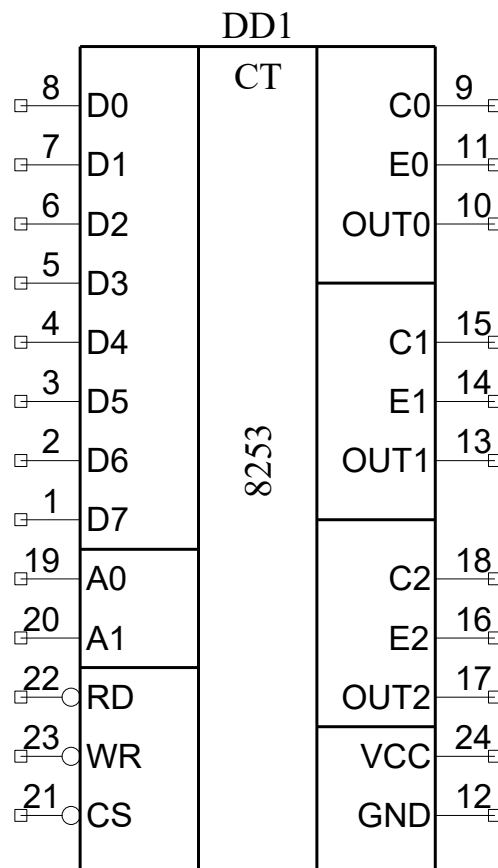 DD1
CT
8 D0 C0 9
7 D1 E0 11
6 D2 OUT0 10
5 D3
4 D4 C1 15
3 D5 E1 14
2 D6 OUT1 13
8253
1 D7
19 A0 C2 18
20 A1 E2 16
22 RD OUT2 17
23 WR VCC 24
21 CS GND 12